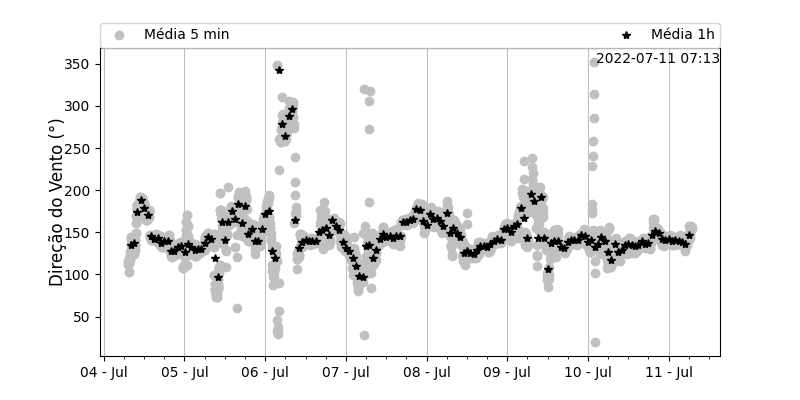 Média 5 min
Média 1h
2022-07-11 07:13
Direção do Vento (°)
350
300
250
200
150
100
50
04 - Jul
05 - Jul
06 - Jul
07 - Jul
08 - Jul
09 - Jul
10 - Jul
11 - Jul